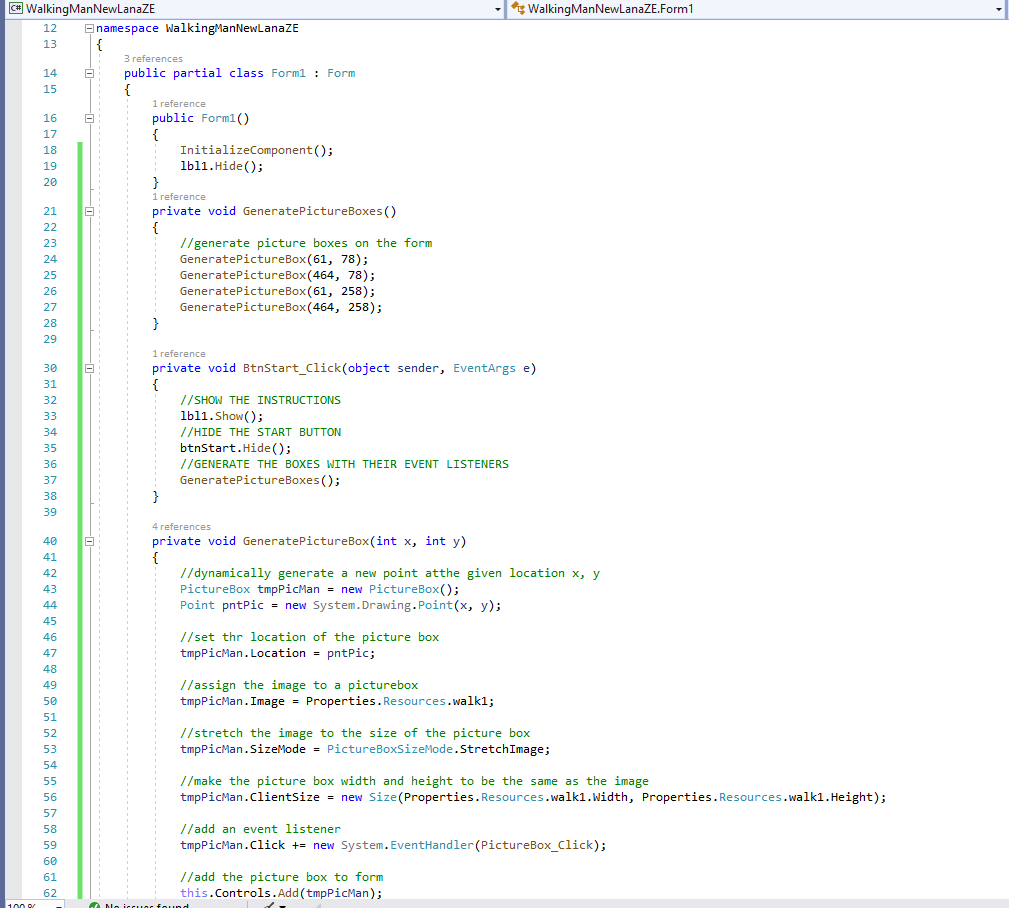 C# WalkingManNewLanaZE WalkingManNewLanaZE.Form1
12 namespace WalkingManNewLanaZE
13 {
3 references
14 public partial class Form1 : Form
15 {
1 reference
16 public Form1()
17 {
18 InitializeComponent();
19 lbl1.Hide();
20 }
1 reference
21 private void GeneratePictureBoxes()
22 {
23 //generate picture boxes on the form
24 GeneratePictureBox(61, 78);
25 GeneratePictureBox(464, 78);
26 GeneratePictureBox(61, 258);
27 GeneratePictureBox(464, 258);
28 }
29
1 reference
30 private void BtnStart_Click(object sender, EventArgs e)
31 {
32 //SHOW THE INSTRUCTIONS
33 lbl1.Show();
34 //HIDE THE START BUTTON
35 btnStart.Hide();
36 //GENERATE THE BOXES WITH THEIR EVENT LISTENERS
37 GeneratePictureBoxes();
38 }
39
4 references
40 private void GeneratePictureBox(int x, int y)
41 {
42 //dynamically generate a new point atthe given location x, y
43 PictureBox tmpPicMan = new PictureBox();
44 Point pntPic = new System.Drawing.Point(x, y);
45
46 //set thr location of the picture box
47 tmpPicMan.Location = pntPic;
48
49 //assign the image to a picturebox
50 tmpPicMan.Image = Properties.Resources.walk1;
51
52 //stretch the image to the size of the picture box
53 tmpPicMan.SizeMode = PictureBoxSizeMode.StretchImage;
54
55 //make the picture box width and height to be the same as the image
56 tmpPicMan.ClientSize = new Size(Properties.Resources.walk1.Width, Properties.Resources.walk1.Height);
57
58 //add an event listener
59 tmpPicMan.Click += new System.EventHandler(PictureBox_Click);
60
61 //add the picture box to form
62 this.Controls.Add(tmpPicMan);
100 % No issues found